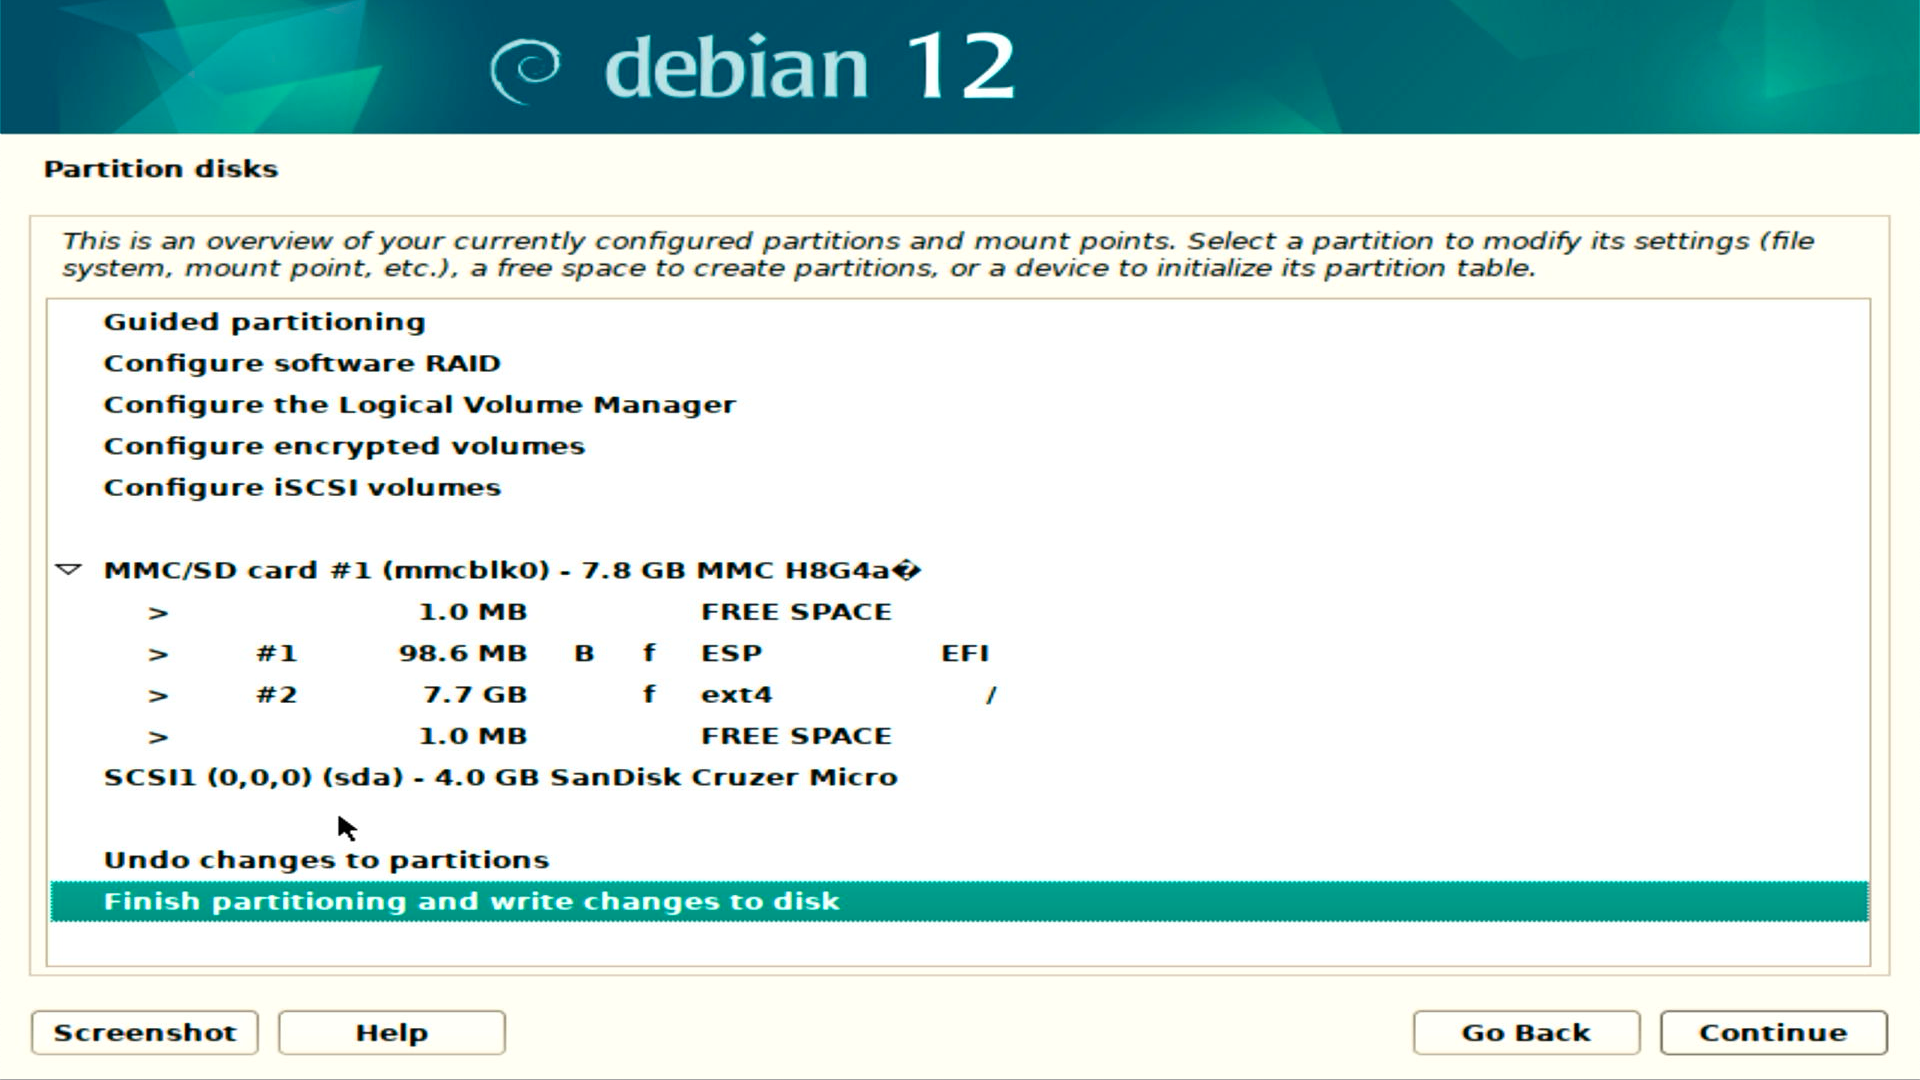 debian 12
Partition disks
This is an overview of your currently configured partitions and mount points. Select a partition to modify its settings (file
system, mount point, etc.), a free space to create partitions, or a device to initialize its partition table.
Guided partitioning
Configure software RAID
Configure the Logical Volume Manager
Configure encrypted volumes
Configure iSCSI volumes
MMC/SD card #1 (mmcblk0) - 7.8 GB MMC H8G4a�
> 1.0 MB FREE SPACE
> #1 98.6 MB B f ESP EFI
> #2 7.7 GB f ext4 /
> 1.0 MB FREE SPACE
SCSI1 (0,0,0) (sda) - 4.0 GB SanDisk Cruzer Micro
Undo changes to partitions
Finish partitioning and write changes to disk
Screenshot Help Go Back Continue